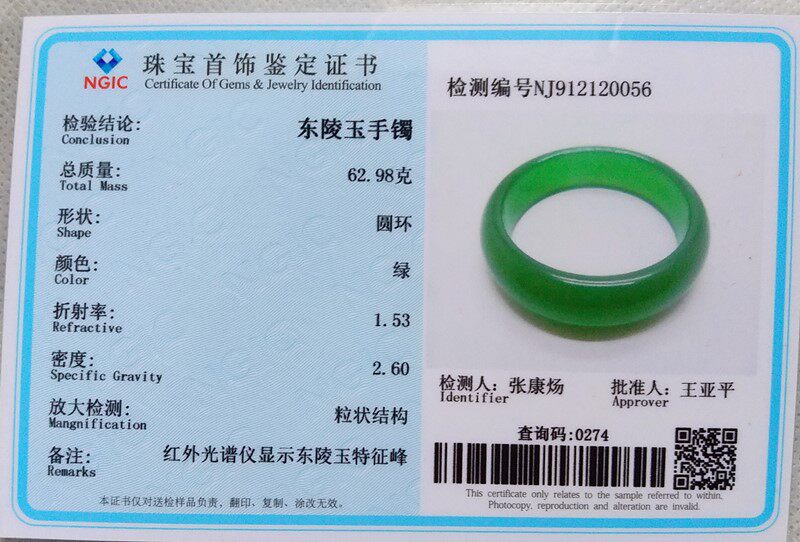 NGIC
珠宝首饰鉴定证书
Certificate Of Gems & Jewelry Identification
检验结论:
Conclusion
东陵玉手镯
总质量:
Total Mass
62.98克
形状:
Shape
圆环
颜色:
Color
绿
折射率:
Refractive
1.53
密度:
Specific Gravity
2.60
放大检测:
Mangnification
粒状结构
备注:
Remarks
红外光谱仪显示东陵玉特征峰
本证书仅对送检样品负责，翻印、复制、涂改无效。
检测编号NJ912120056
检测人: 张康炀
Identifier
批准人: 王亚平
Approver
查询码:0274
This certificate only relates to the sample referred to within.
Photocopy, reproduction and alteration are invalid.